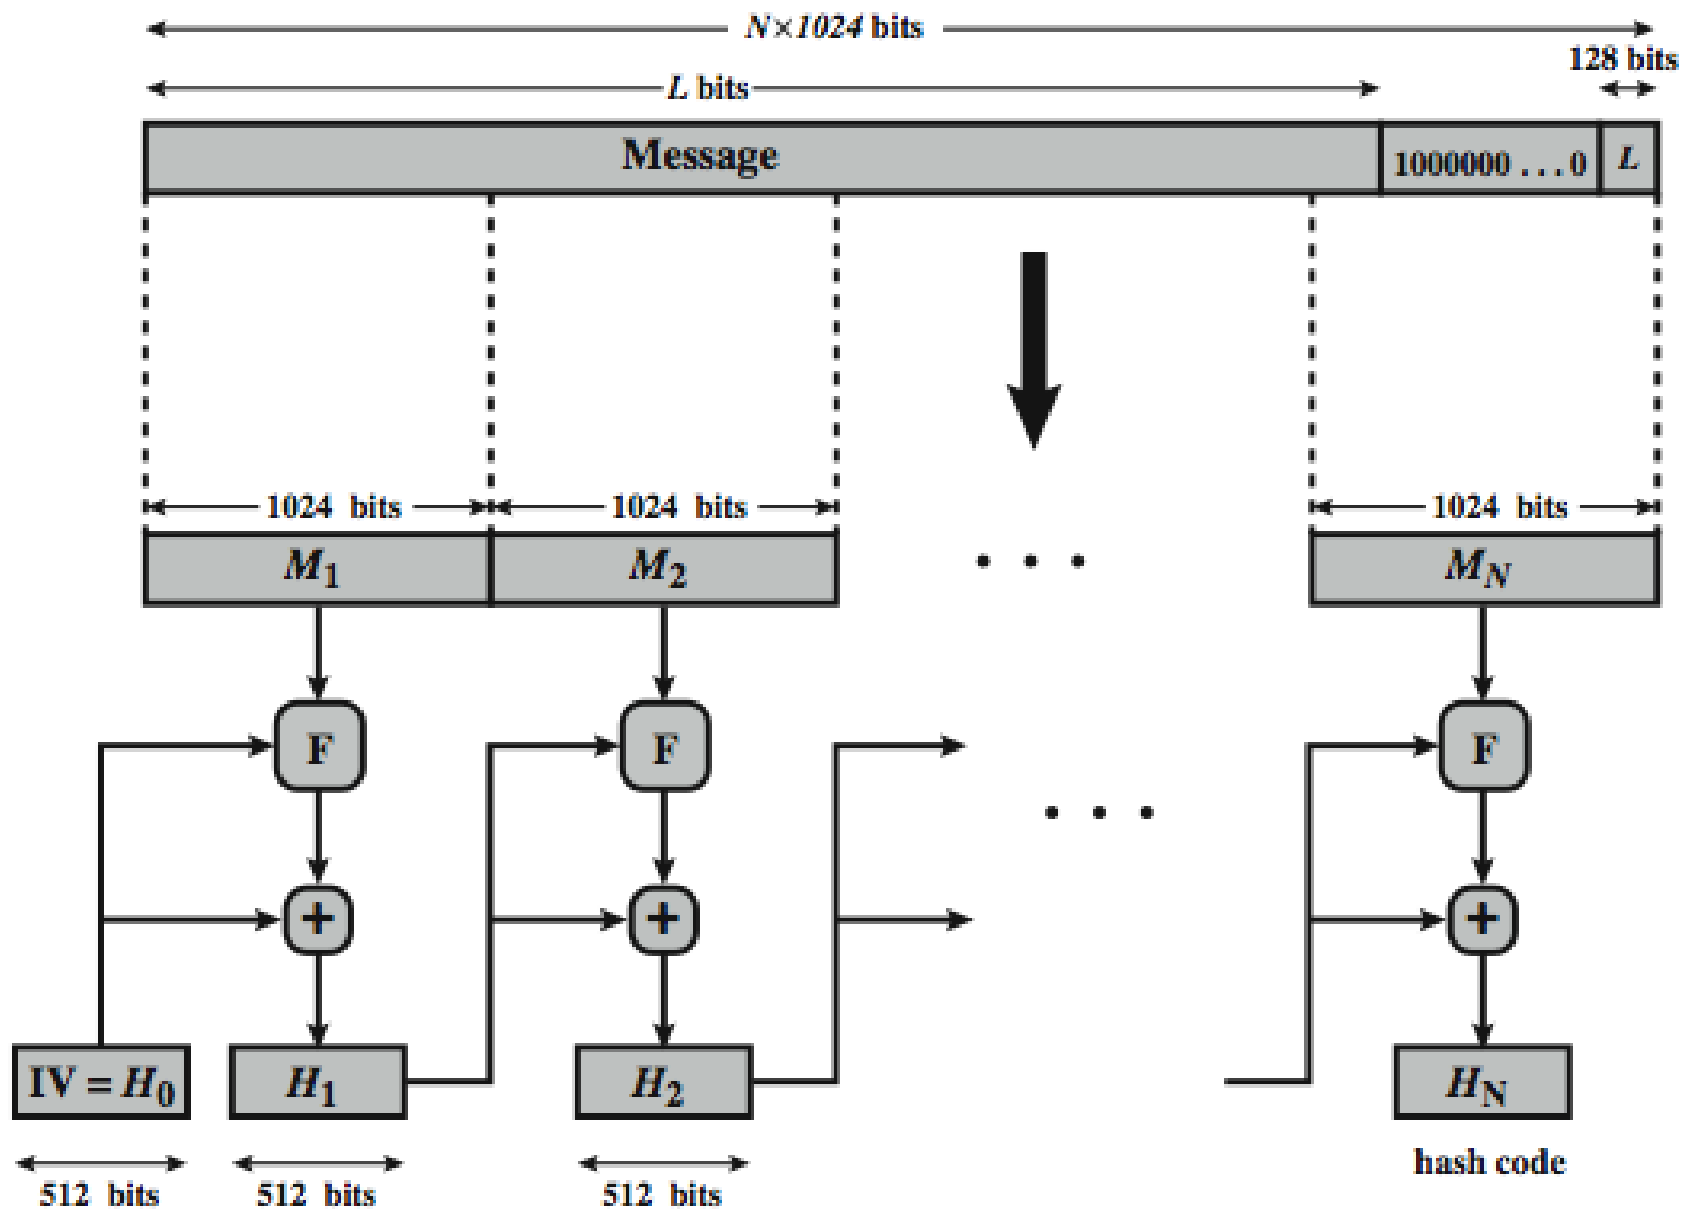 N×1024 bits
128 bits
L bits
Message
1000000 . . . 0
L
1024 bits
1024 bits
1024 bits
M1
M2
. . .
MN
F
F
F
. . .
+
+
+
IV = H0
H1
H2
HN
hash code
512 bits
512 bits
512 bits